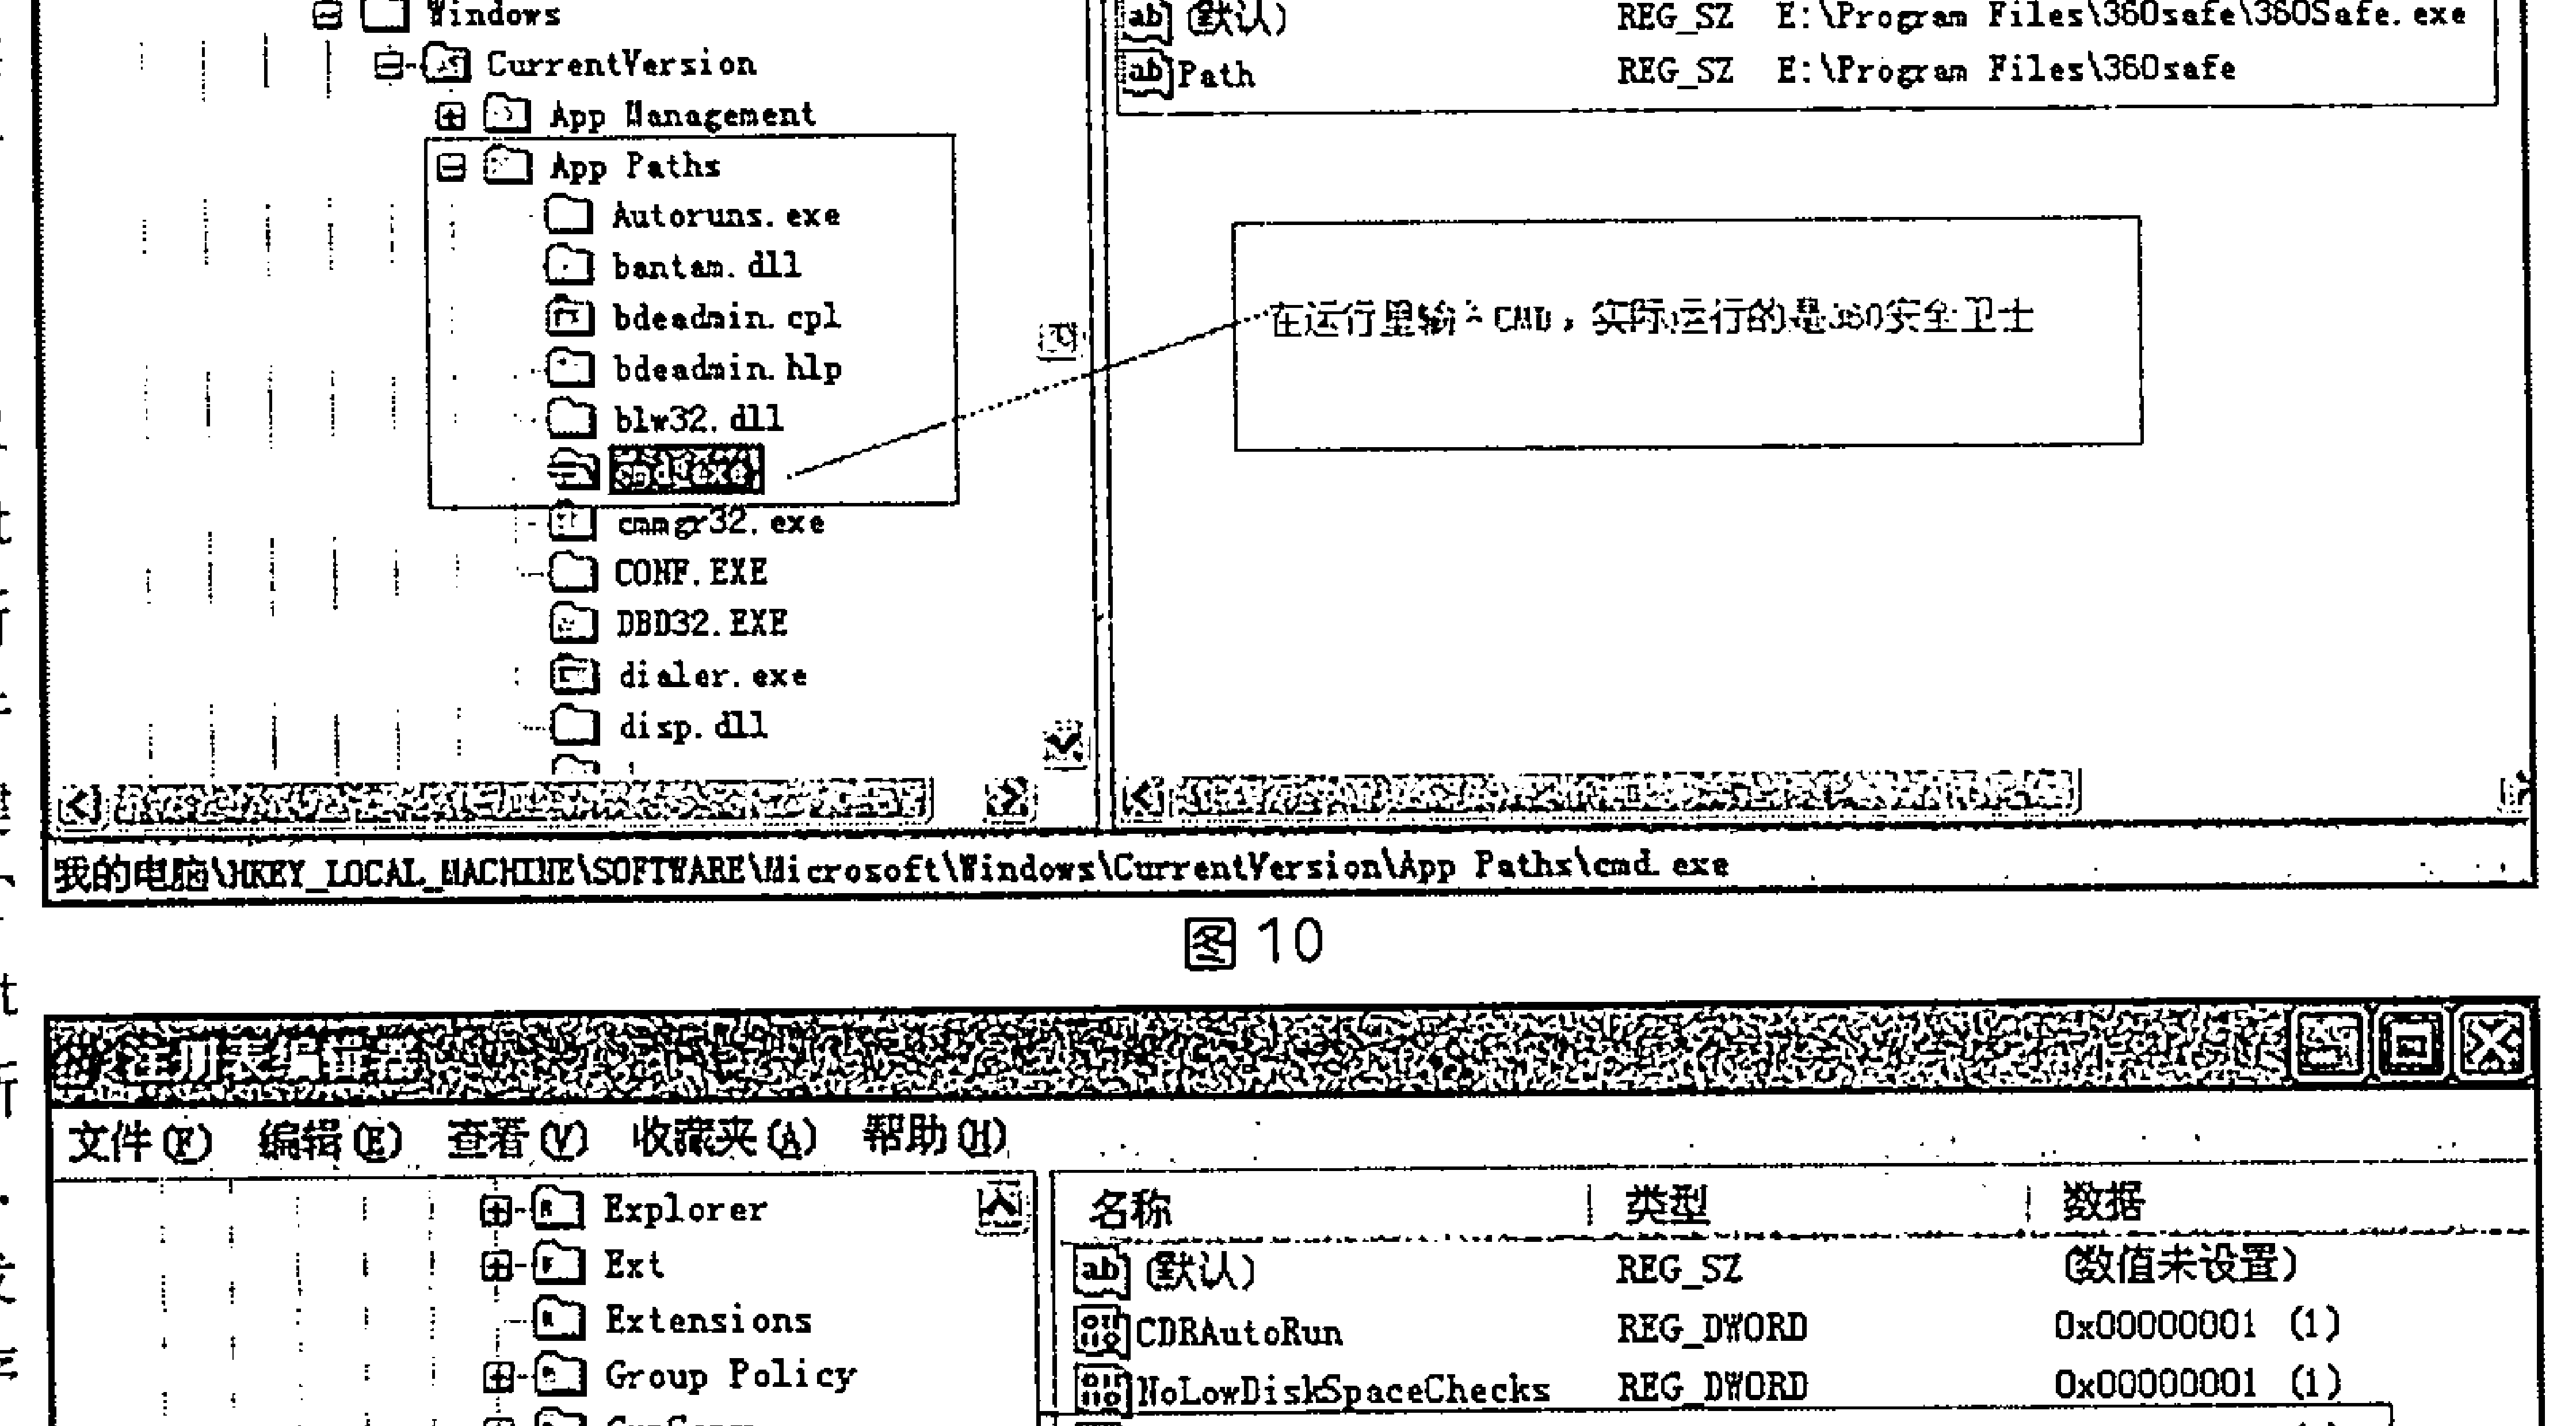 Windows
CurrentVersion
App Management
App Paths
Autoruns.exe
bantam.dll
bdeadmin.cpl
bdeadmin.hlp
blw32.dll
cmd.exe
cmmgr32.exe
CONF.EXE
DBD32.EXE
dialer.exe
disp.dll
(默认) REG_SZ E:\Program Files\360safe\360Safe.exe
Path REG_SZ E:\Program Files\360safe
在运行里输入CMD，实际运行的是360安全卫士
我的电脑\HKEY_LOCAL_MACHINE\SOFTWARE\Microsoft\Windows\CurrentVersion\App Paths\cmd.exe
图 10
注册表编辑器
文件(F) 编辑(E) 查看(V) 收藏夹(A) 帮助(H)
Explorer
Ext
Extensions
Group Policy
名称 类型 数据
(默认) REG_SZ (数值未设置)
CDRAutoRun REG_DWORD 0x00000001 (1)
NoLowDiskSpaceChecks REG_DWORD 0x00000001 (1)